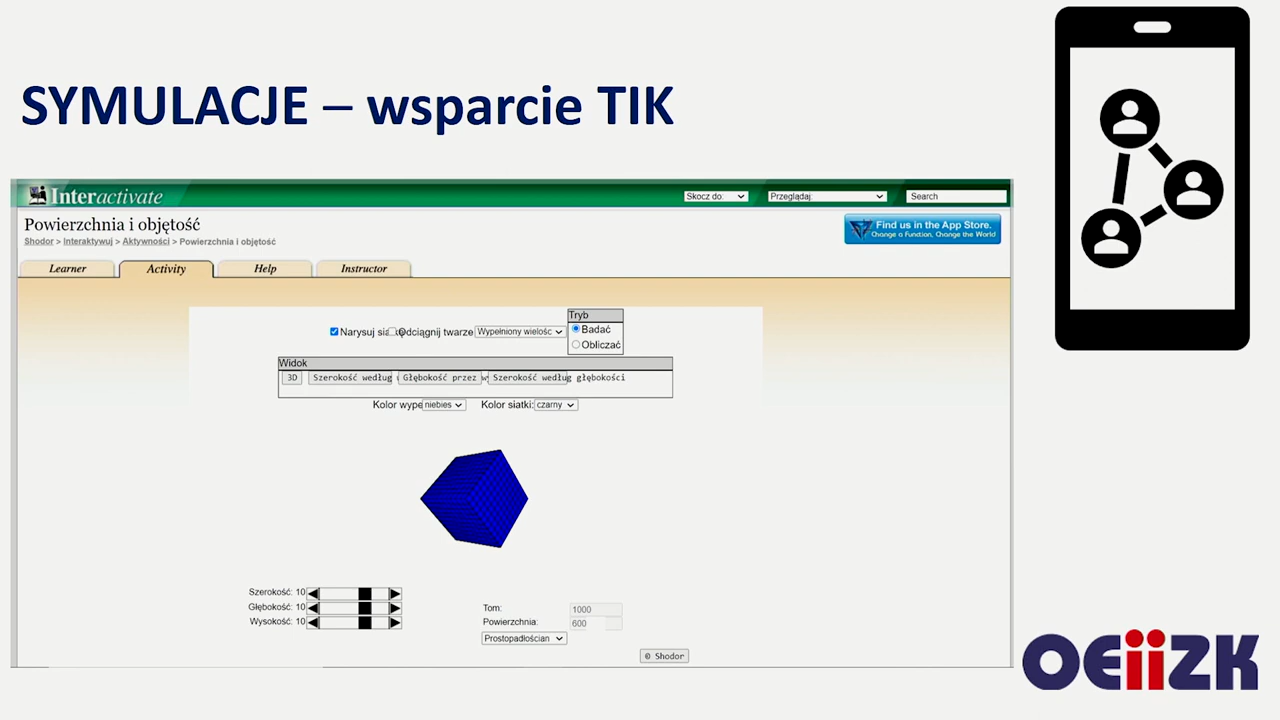 SYMULACJE – wsparcie TIK
Interactivate
Skocz do:
Przeglądaj:
Search
Powierzchnia i objętość
Shodor > Interaktywuj > Aktywności > Powierzchnia i objętość
Find us in the App Store.
Change a Function, Change the World
Learner
Activity
Help
Instructor
Narysuj
Odciągnij twarze
Wypełniony wielośc
Tryb
Badać
Obliczać
Widok
3D
Szerokość według
Głębokość przez
Szerokość według głębokości
Kolor wype
niebies
Kolor siatki:
czarny
Szerokość: 10
Głębokość: 10
Wysokość: 10
Tom: 1000
Powierzchnia: 600
Prostopadłościan
© Shodor
OEiiZK